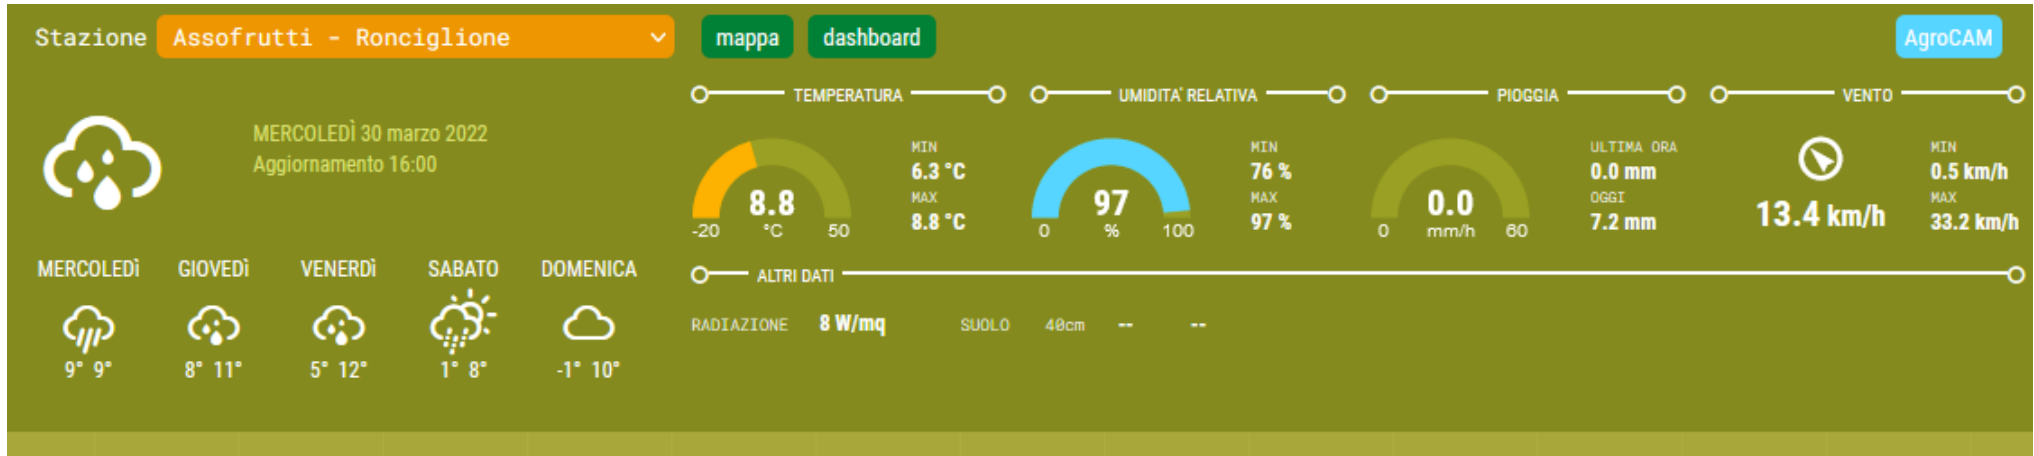 Stazione Assofrutti - Ronciglione mappa dashboard AgroCAM
MERCOLEDÌ 30 marzo 2022
Aggiornamento 16:00
MERCOLEDì GIOVEDì VENERDì SABATO DOMENICA
9° 9° 8° 11° 5° 12° 1° 8° -1° 10°
TEMPERATURA
8.8
°C
-20 50
MIN
6.3 °C
MAX
8.8 °C
UMIDITA' RELATIVA
97
%
0 100
MIN
76 %
MAX
97 %
PIOGGIA
0.0
mm/h
0 60
ULTIMA ORA
0.0 mm
OGGI
7.2 mm
VENTO
13.4 km/h
MIN
0.5 km/h
MAX
33.2 km/h
ALTRI DATI
RADIAZIONE 8 W/mq SUOLO 40cm -- --